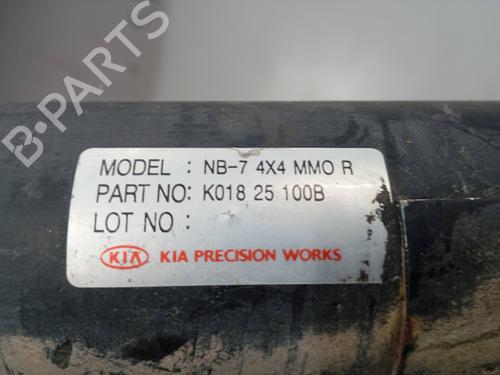 B-PARTS
MODEL : NB-7 4X4 MMO R
PART NO: K018 25 100B
LOT NO :
KIA KIA PRECISION WORKS